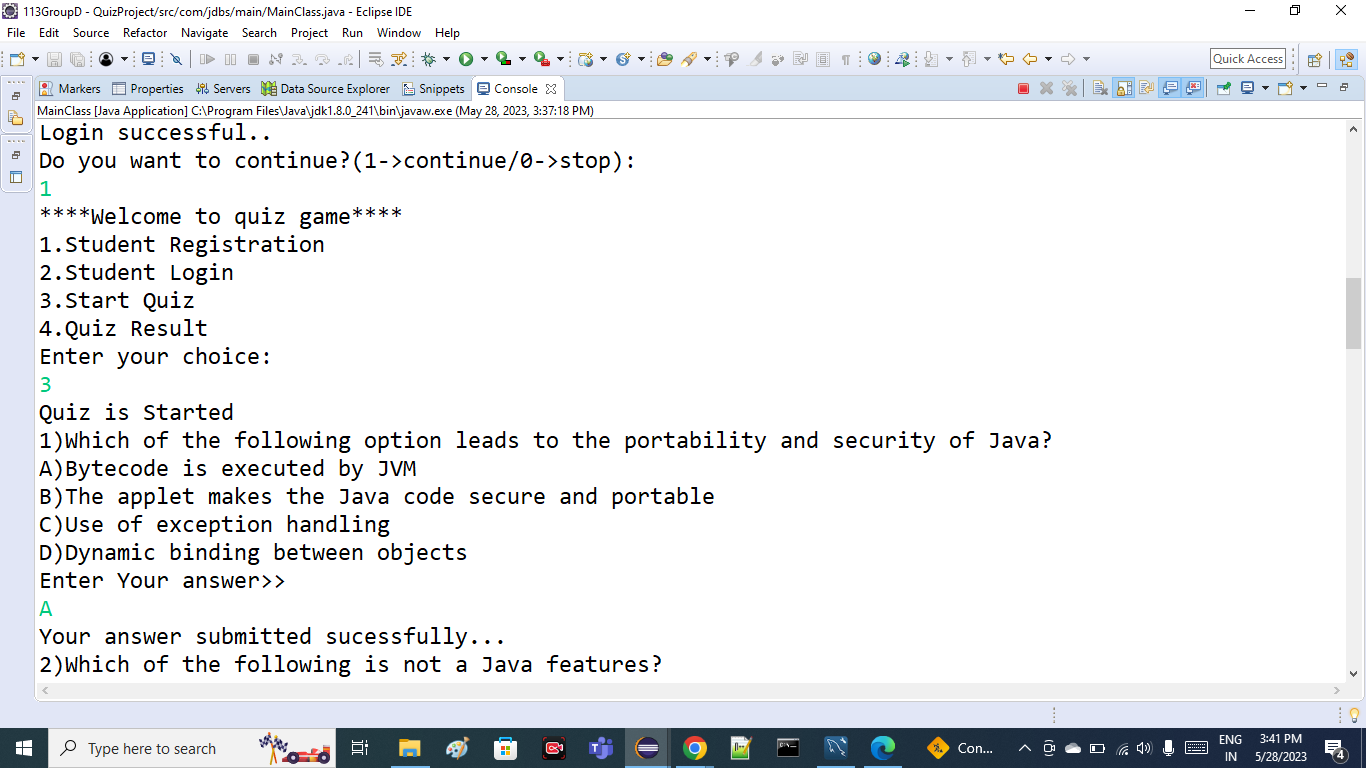 113GroupD - QuizProject/src/com/jdbs/main/MainClass.java - Eclipse IDE
File Edit Source Refactor Navigate Search Project Run Window Help
Quick Access
Markers Properties Servers Data Source Explorer Snippets Console
MainClass [Java Application] C:\Program Files\Java\jdk1.8.0_241\bin\javaw.exe (May 28, 2023, 3:37:18 PM)
Login successful..
Do you want to continue?(1->continue/0->stop):
1
****Welcome to quiz game****
1.Student Registration
2.Student Login
3.Start Quiz
4.Quiz Result
Enter your choice:
3
Quiz is Started
1)Which of the following option leads to the portability and security of Java?
A)Bytecode is executed by JVM
B)The applet makes the Java code secure and portable
C)Use of exception handling
D)Dynamic binding between objects
Enter Your answer>>
A
Your answer submitted sucessfully...
2)Which of the following is not a Java features?
Type here to search
Con...
ENG
IN
3:41 PM
5/28/2023
4